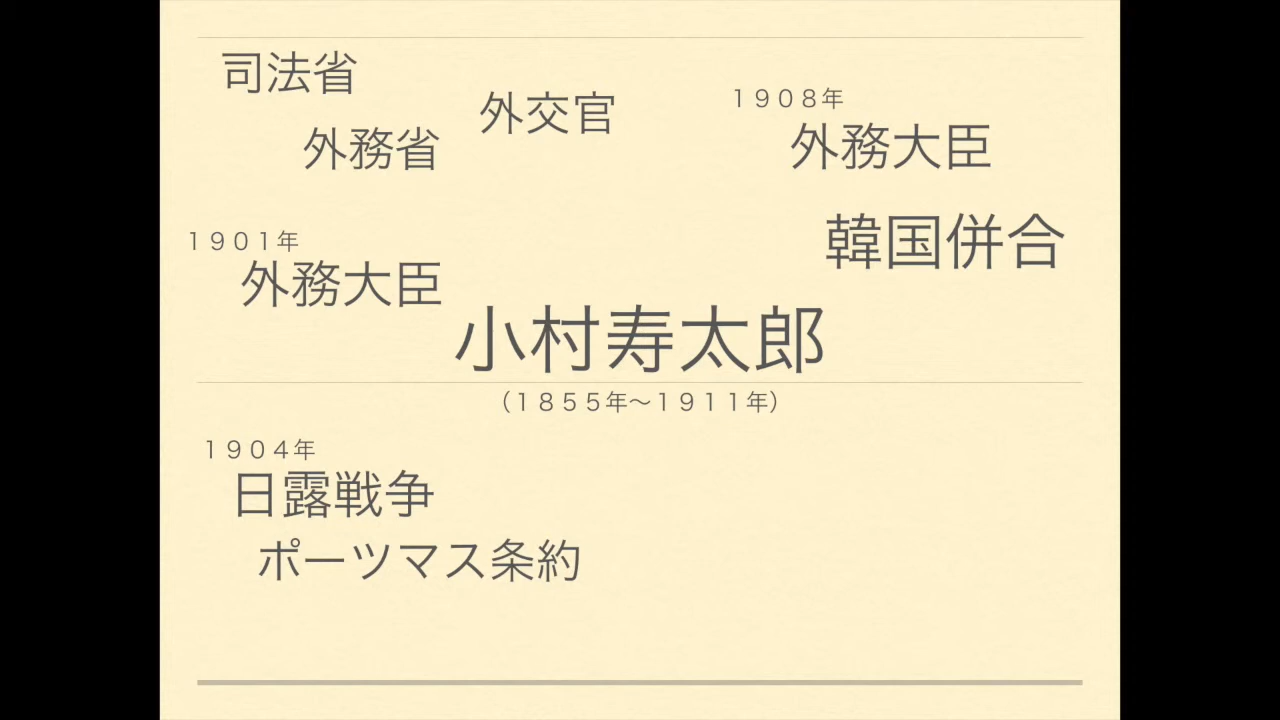 司法省
外交官
外務省
1908年
外務大臣
韓国併合
1901年
外務大臣
小村寿太郎
（1855年〜1911年）
1904年
日露戦争
ポーツマス条約